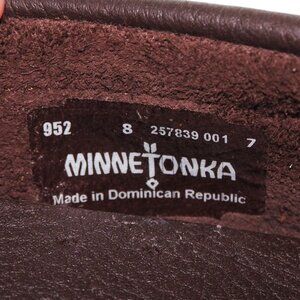 952 8 257839 001 7
MINNETONKA
Made in Dominican Republic